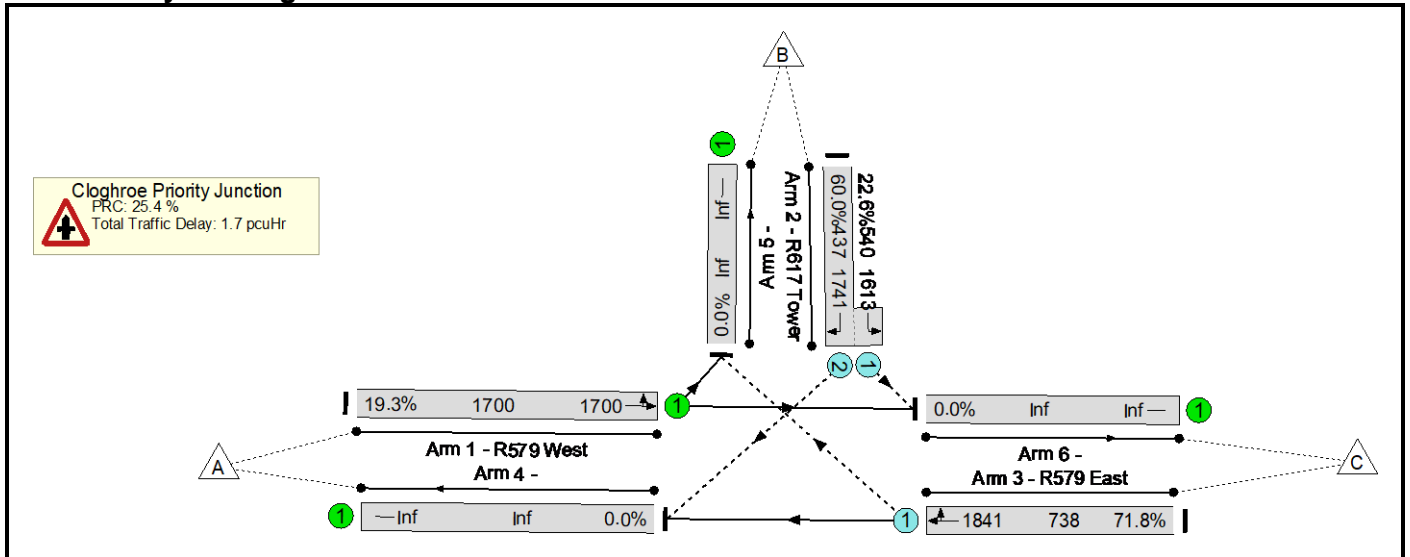 B
Cloghroe Priority Junction
PRC: 25.4 %
Total Traffic Delay: 1.7 pcuHr
1
Inf
Inf
0.0%
Arm 5 -
Arm 2 - R617 Tower
60.0% 437 1741
22.6% 540 1613
2
1
19.3% 1700 1700
1
0.0% Inf Inf
1
Arm 1 - R579 West
Arm 4 -
Arm 6 -
Arm 3 - R579 East
A
C
1
Inf Inf 0.0%
1
1841 738 71.8%